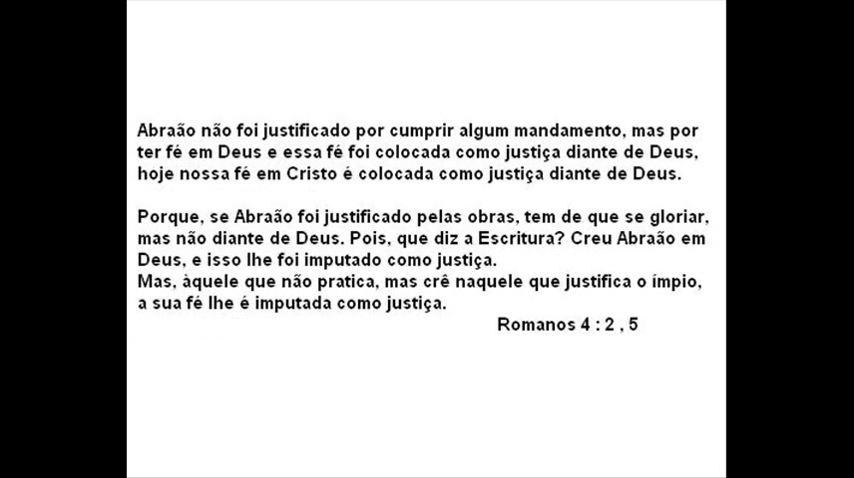 Abraão não foi justificado por cumprir algum mandamento, mas por
ter fé em Deus e essa fé foi colocada como justiça diante de Deus,
hoje nossa fé em Cristo é colocada como justiça diante de Deus.
Porque, se Abraão foi justificado pelas obras, tem de que se gloriar,
mas não diante de Deus. Pois, que diz a Escritura? Creu Abraão em
Deus, e isso lhe foi imputado como justiça.
Mas, àquele que não pratica, mas crê naquele que justifica o ímpio,
a sua fé lhe é imputada como justiça.
Romanos 4 : 2 , 5